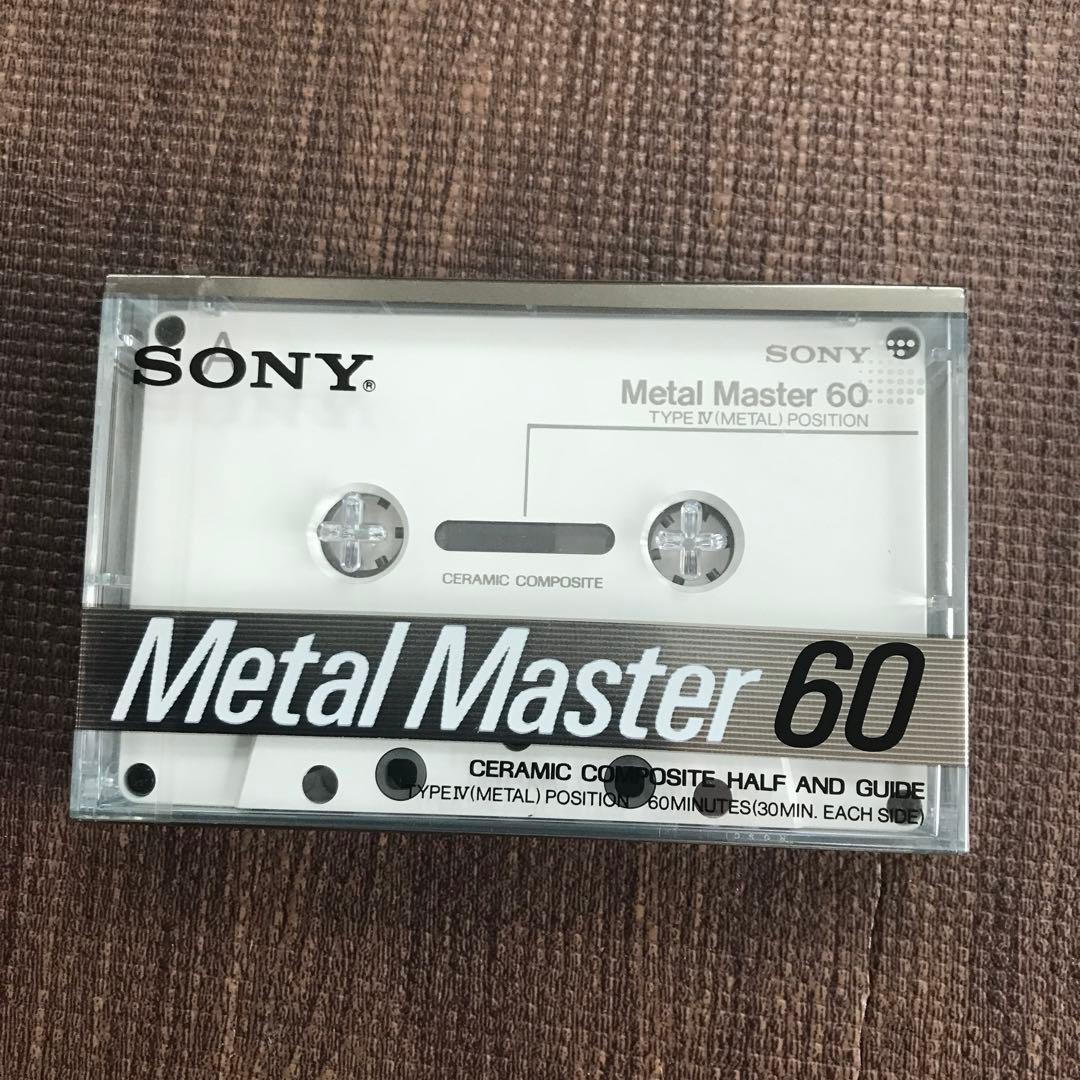 A
SONY®
SONY
Metal Master 60
TYPE IV (METAL) POSITION
CERAMIC COMPOSITE
Metal Master 60
CERAMIC COMPOSITE HALF AND GUIDE
TYPE IV (METAL) POSITION 60MINUTES (30MIN. EACH SIDE)